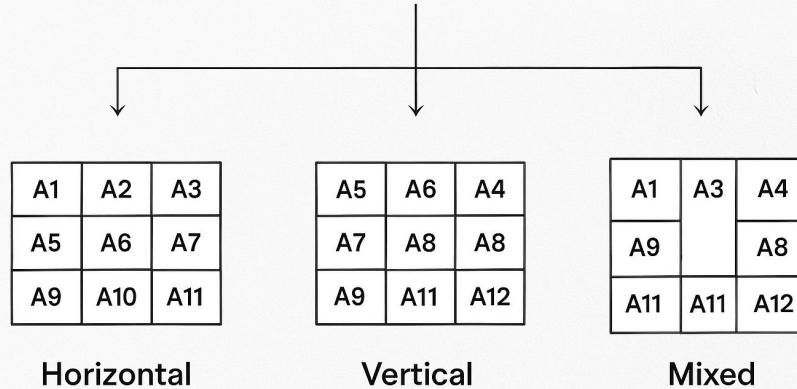 A1 A2 A3 A5 A6 A4 A1 A3 A4
A5 A6 A7 A7 A8 A8 A9 A8
A9 A10 A11 A9 A11 A12 A11 A11 A12
Horizontal Vertical Mixed